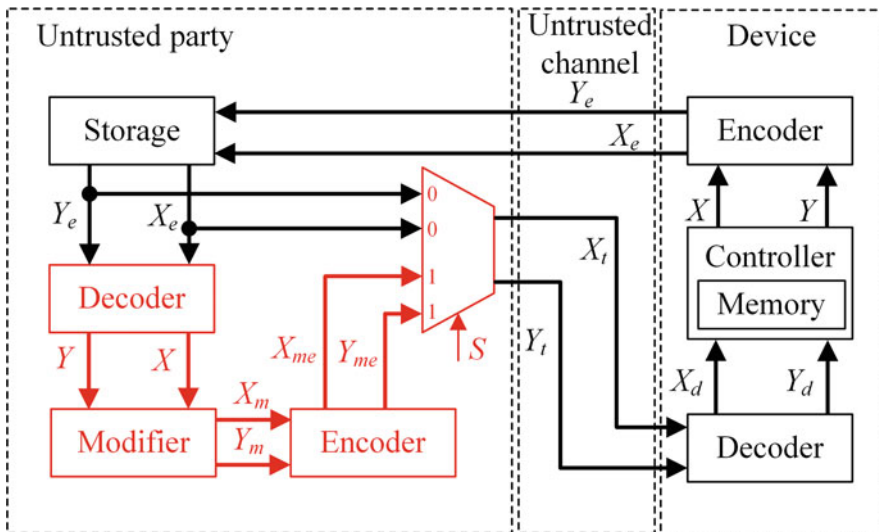 Untrusted party
Untrusted
channel
Device
Storage
Y_e
X_e
Encoder
Y_e
X_e
0
0
1
1
X
Y
Controller
Memory
Decoder
X_t
Y
X
X_me
Y_me
S
Y_t
X_d
Y_d
X_m
Y_m
Modifier
Encoder
Decoder